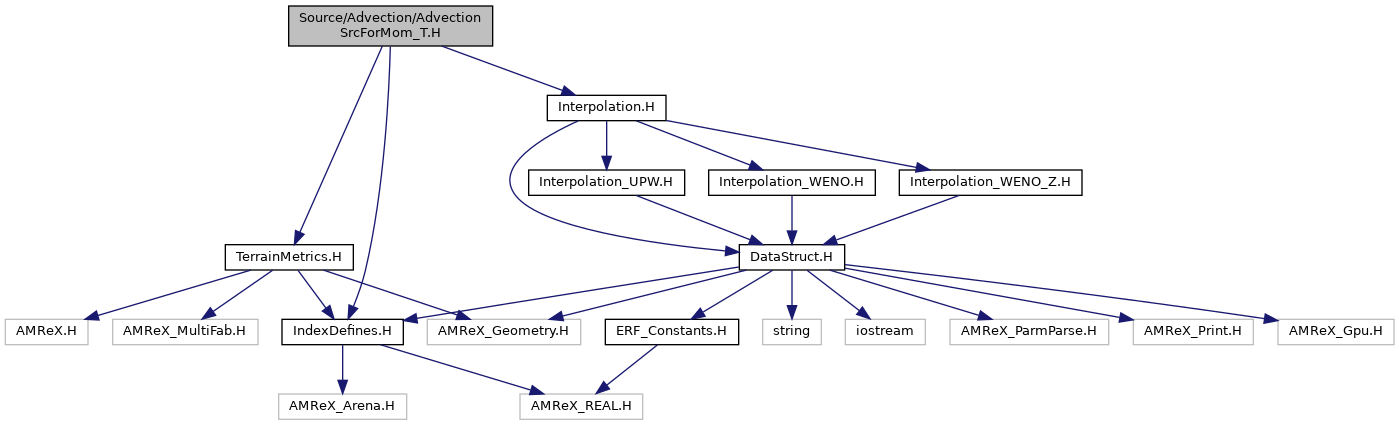 Source/Advection/Advection
SrcForMom_T.H
Interpolation.H
Interpolation_UPW.H
Interpolation_WENO.H
Interpolation_WENO_Z.H
TerrainMetrics.H
DataStruct.H
AMReX.H
AMReX_MultiFab.H
IndexDefines.H
AMReX_Geometry.H
ERF_Constants.H
string
iostream
AMReX_ParmParse.H
AMReX_Print.H
AMReX_Gpu.H
AMReX_Arena.H
AMReX_REAL.H